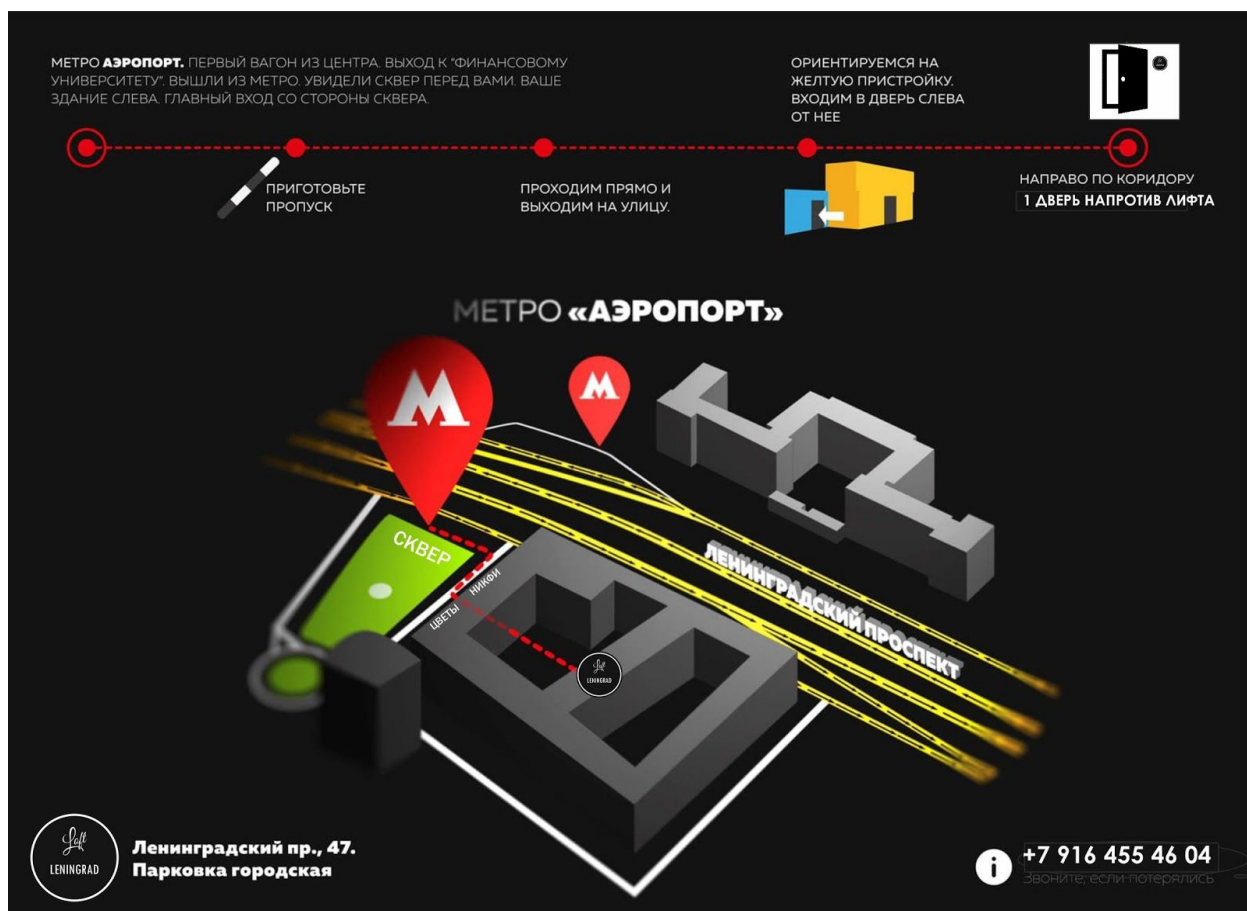 МЕТРО АЭРОПОРТ. ПЕРВЫЙ ВАГОН ИЗ ЦЕНТРА. ВЫХОД К "ФИНАНСОВОМУ
УНИВЕРСИТЕТУ". ВЫШЛИ ИЗ МЕТРО. УВИДЕЛИ СКВЕР ПЕРЕД ВАМИ. ВАШЕ
ЗДАНИЕ СЛЕВА. ГЛАВНЫЙ ВХОД СО СТОРОНЫ СКВЕРА.
ПРИГОТОВЬТЕ
ПРОПУСК
ПРОХОДИМ ПРЯМО И
ВЫХОДИМ НА УЛИЦУ.
ОРИЕНТИРУЕМСЯ НА
ЖЕЛТУЮ ПРИСТРОЙКУ.
ВХОДИМ В ДВЕРЬ СЛЕВА
ОТ НЕЕ
НАПРАВО ПО КОРИДОРУ
1 ДВЕРЬ НАПРОТИВ ЛИФТА
МЕТРО «АЭРОПОРТ»
М
М
СКВЕР
ЦВЕТЫ НИКФИ
ЛЕНИНГРАДСКИЙ ПРОСПЕКТ
Loft
LENINGRAD
Loft
LENINGRAD
Ленинградский пр., 47.
Парковка городская
i
+7 916 455 46 04
Звоните, если потерялись